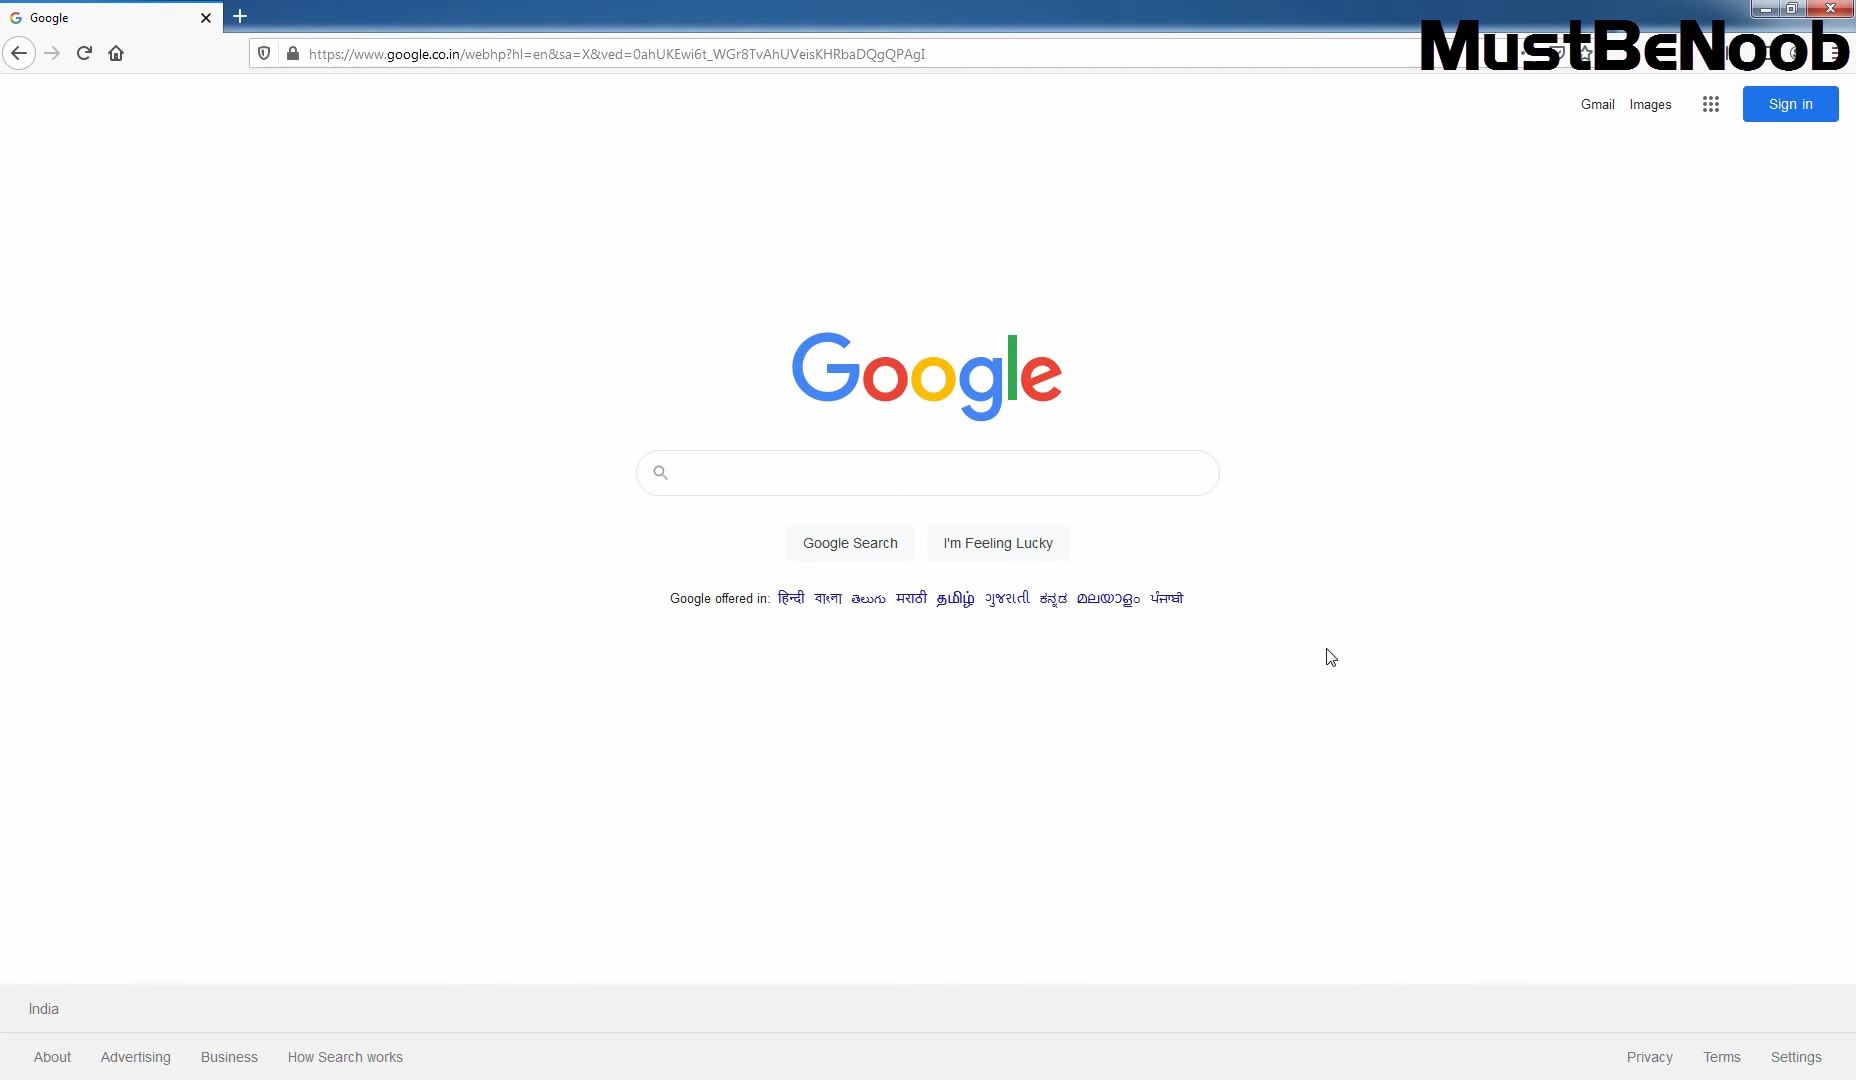 Google
https://www.google.co.in/webhp?hl=en&sa=X&ved=0ahUKEwi6t_WGr8TvAhUVeisKHRbaDQgQPAgI
MustBeNoob
Gmail Images Sign in
Google
Google Search I'm Feeling Lucky
Google offered in: हिन्दी বাংলা తెలుగు मराठी தமிழ் ગુજરાતી ಕನ್ನಡ മലയാളം ਪੰਜਾਬੀ
India
About Advertising Business How Search works Privacy Terms Settings